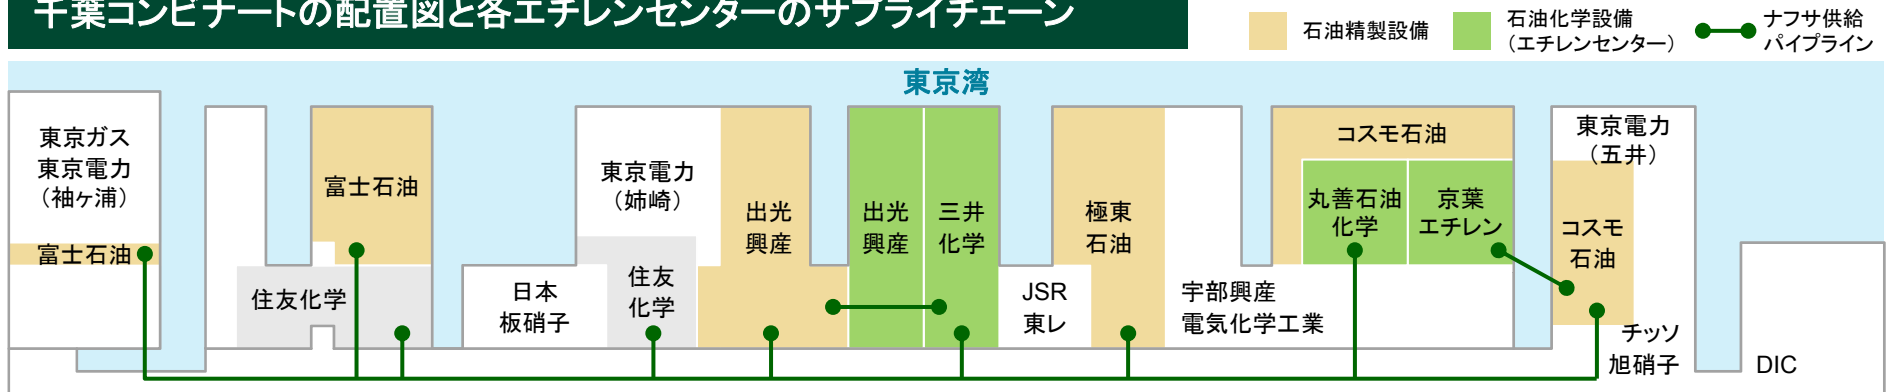 千葉コンビナートの配置図と各エチレンセンターのサプライチェーン
石油精製設備
石油化学設備
（エチレンセンター）
ナフサ供給
パイプライン
東京湾
東京ガス
東京電力
（袖ヶ浦）
富士石油
富士石油
住友化学
日本
板硝子
東京電力
（姉崎）
住友
化学
出光
興産
出光
興産
三井
化学
JSR
東レ
極東
石油
宇部興産
電気化学工業
コスモ石油
丸善石油
化学
京葉
エチレン
東京電力
（五井）
コスモ
石油
チッソ
旭硝子
DIC